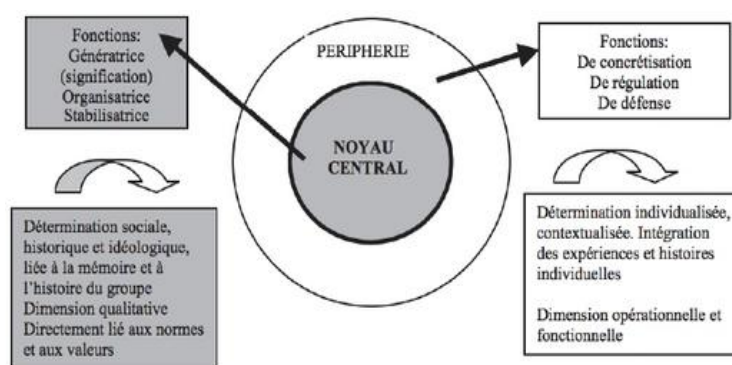 Fonctions:
Génératrice
(signification)
Organisatrice
Stabilisatrice
PERIPHERIE
Fonctions:
De concrétisation
De régulation
De défense
NOYAU
CENTRAL
Détermination sociale,
historique et idéologique,
liée à la mémoire et à
l’histoire du groupe
Dimension qualitative
Directement lié aux normes
et aux valeurs
Détermination individualisée,
contextualisée. Intégration
des expériences et histoires
individuelles
Dimension opérationnelle et
fonctionnelle